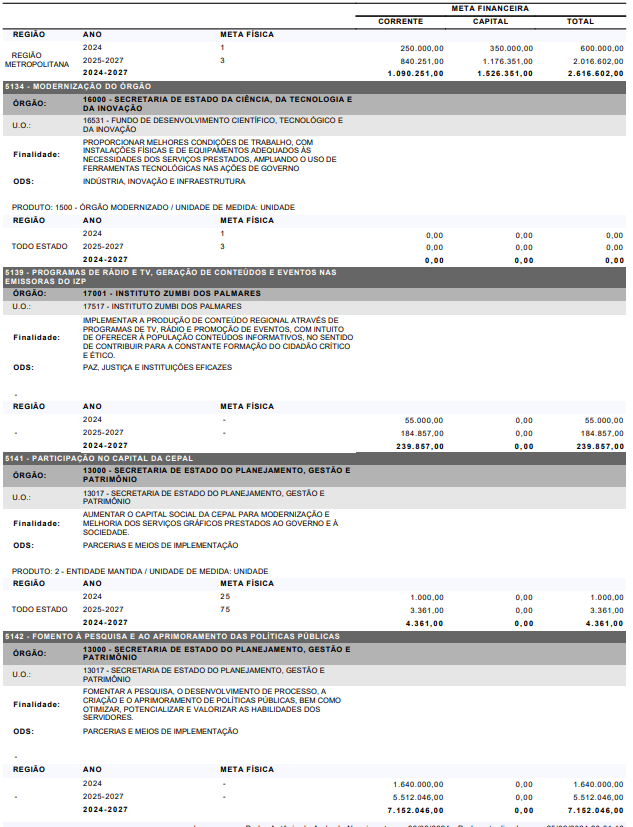 META FINANCEIRA
CORRENTE CAPITAL TOTAL
REGIÃO ANO META FÍSICA
REGIÃO METROPOLITANA
2024 1 250.000,00 350.000,00 600.000,00
2025-2027 3 840.251,00 1.176.351,00 2.016.602,00
2024-2027 1.090.251,00 1.526.351,00 2.616.602,00
5134 - MODERNIZAÇÃO DO ÓRGÃO
ÓRGÃO: 16000 - SECRETARIA DE ESTADO DA CIÊNCIA, DA TECNOLOGIA E
DA INOVAÇÃO
U.O.: 16531 - FUNDO DE DESENVOLVIMENTO CIENTÍFICO, TECNOLÓGICO E
DA INOVAÇÃO
Finalidade: PROPORCIONAR MELHORES CONDIÇÕES DE TRABALHO, COM
INSTALAÇÕES FÍSICAS E DE EQUIPAMENTOS ADEQUADOS ÀS
NECESSIDADES DOS SERVIÇOS PRESTADOS, AMPLIANDO O USO DE
FERRAMENTAS TECNOLÓGICAS NAS AÇÕES DE GOVERNO
ODS: INDÚSTRIA, INOVAÇÃO E INFRAESTRUTURA
PRODUTO: 1500 - ÓRGÃO MODERNIZADO / UNIDADE DE MEDIDA: UNIDADE
REGIÃO ANO META FÍSICA
2024 1 0,00 0,00 0,00
TODO ESTADO 2025-2027 3 0,00 0,00 0,00
2024-2027 0,00 0,00 0,00
5139 - PROGRAMAS DE RÁDIO E TV, GERAÇÃO DE CONTEÚDOS E EVENTOS NAS
EMISSORAS DO IZP
ÓRGÃO: 17001 - INSTITUTO ZUMBI DOS PALMARES
U.O.: 17517 - INSTITUTO ZUMBI DOS PALMARES
Finalidade: IMPLEMENTAR A PRODUÇÃO DE CONTEÚDO REGIONAL ATRAVÉS DE
PROGRAMAS DE TV, RÁDIO E PROMOÇÃO DE EVENTOS, COM INTUITO
DE OFERECER À POPULAÇÃO CONTEÚDOS INFORMATIVOS, NO SENTIDO
DE CONTRIBUIR PARA A CONSTANTE FORMAÇÃO DO CIDADÃO CRÍTICO
E ÉTICO.
ODS: PAZ, JUSTIÇA E INSTITUIÇÕES EFICAZES
-
REGIÃO ANO META FÍSICA
2024 - 55.000,00 0,00 55.000,00
- 2025-2027 - 184.857,00 0,00 184.857,00
2024-2027 239.857,00 0,00 239.857,00
5141 - PARTICIPAÇÃO NO CAPITAL DA CEPAL
ÓRGÃO: 13000 - SECRETARIA DE ESTADO DO PLANEJAMENTO, GESTÃO E
PATRIMÔNIO
U.O.: 13017 - SECRETARIA DE ESTADO DO PLANEJAMENTO, GESTÃO E
PATRIMÔNIO
Finalidade: AUMENTAR O CAPITAL SOCIAL DA CEPAL PARA MODERNIZAÇÃO E
MELHORIA DOS SERVIÇOS GRÁFICOS PRESTADOS AO GOVERNO E À
SOCIEDADE.
ODS: PARCERIAS E MEIOS DE IMPLEMENTAÇÃO
PRODUTO: 2 - ENTIDADE MANTIDA / UNIDADE DE MEDIDA: UNIDADE
REGIÃO ANO META FÍSICA
2024 25 1.000,00 0,00 1.000,00
TODO ESTADO 2025-2027 75 3.361,00 0,00 3.361,00
2024-2027 4.361,00 0,00 4.361,00
5142 - FOMENTO À PESQUISA E AO APRIMORAMENTO DAS POLÍTICAS PÚBLICAS
ÓRGÃO: 13000 - SECRETARIA DE ESTADO DO PLANEJAMENTO, GESTÃO E
PATRIMÔNIO
U.O.: 13017 - SECRETARIA DE ESTADO DO PLANEJAMENTO, GESTÃO E
PATRIMÔNIO
Finalidade: FOMENTAR A PESQUISA, O DESENVOLVIMENTO DE PROCESSO, A
CRIAÇÃO E O APRIMORAMENTO DE POLÍTICAS PÚBLICAS, BEM COMO
OTIMIZAR, POTENCIALIZAR E VALORIZAR AS HABILIDADES DOS
SERVIDORES.
ODS: PARCERIAS E MEIOS DE IMPLEMENTAÇÃO
-
REGIÃO ANO META FÍSICA
2024 - 1.640.000,00 0,00 1.640.000,00
- 2025-2027 - 5.512.046,00 0,00 5.512.046,00
2024-2027 7.152.046,00 0,00 7.152.046,00